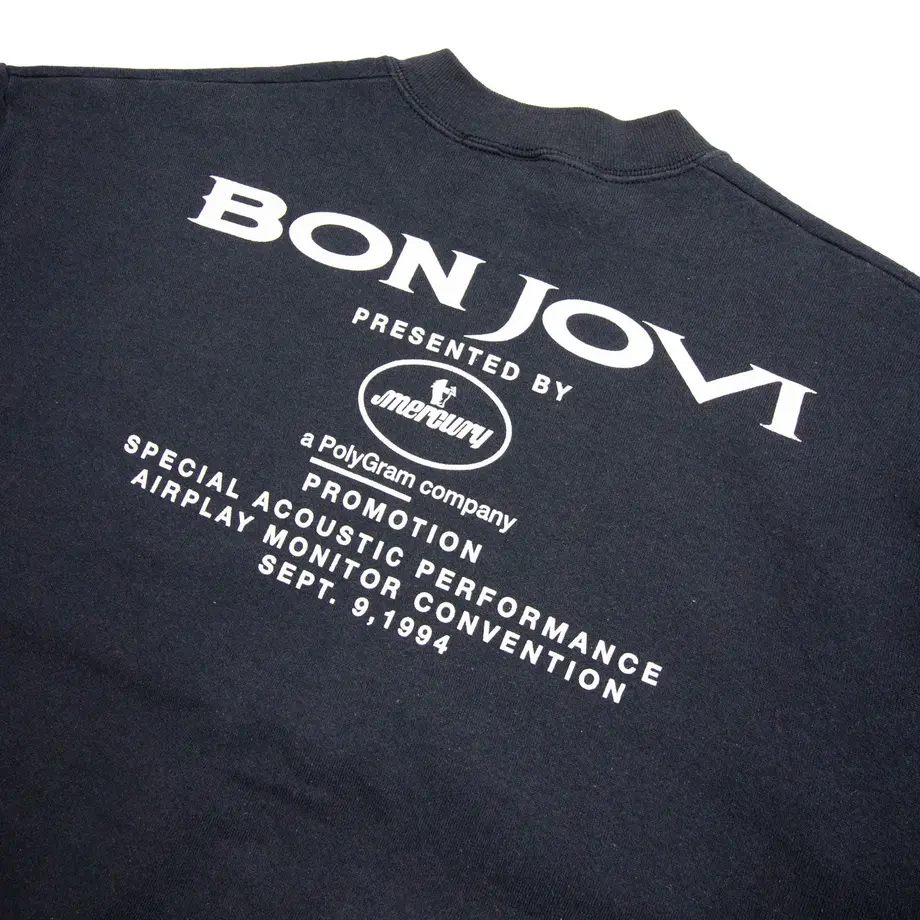 BON JOVI
PRESENTED BY
mercury
a PolyGram company
PROMOTION
SPECIAL ACOUSTIC PERFORMANCE
AIRPLAY MONITOR CONVENTION
SEPT. 9, 1994